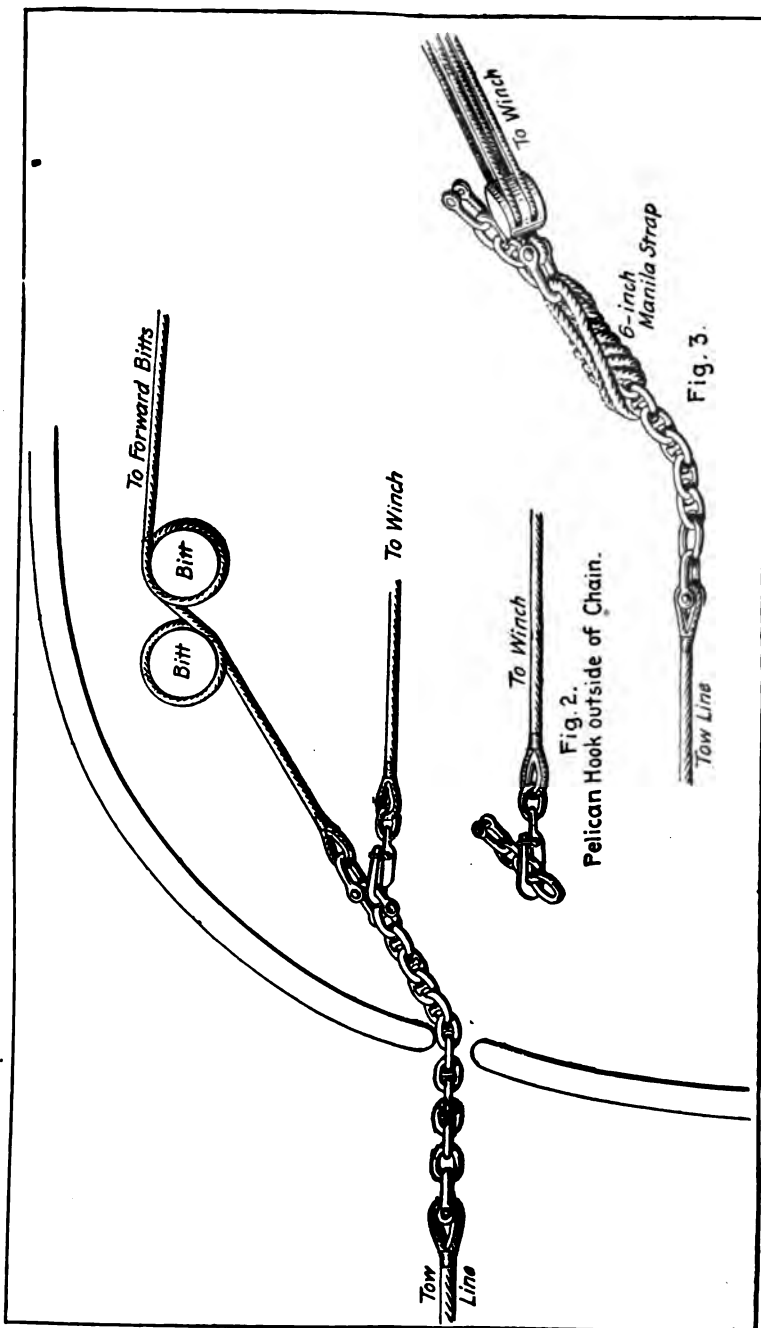 To Forward Bitts
Bitt
Bitt
To Winch
Tow
Line
To Winch
Fig. 2.
Pelican Hook outside of Chain.
To Winch
6-inch
Manila Strap
Fig. 3.
Tow Line